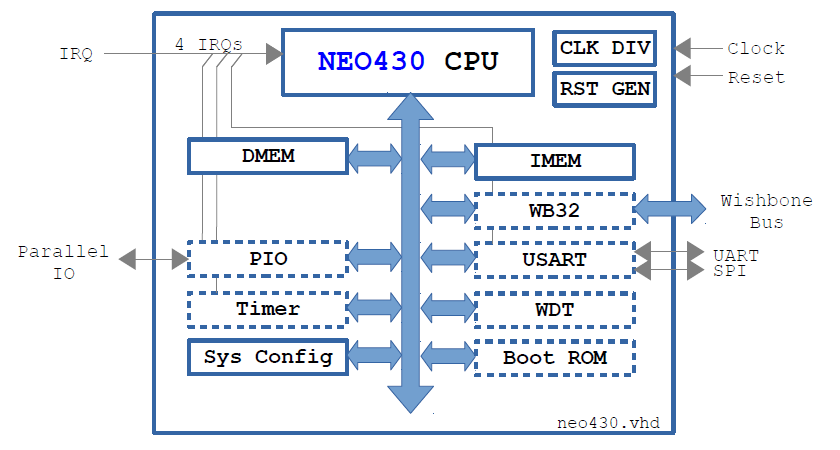 IRQ
4 IRQs
NEO430 CPU
CLK DIV
RST GEN
Clock
Reset
DMEM
IMEM
WB32
Wishbone
Bus
Parallel
IO
PIO
USART
UART
SPI
Timer
WDT
Sys Config
Boot ROM
neo430.vhd